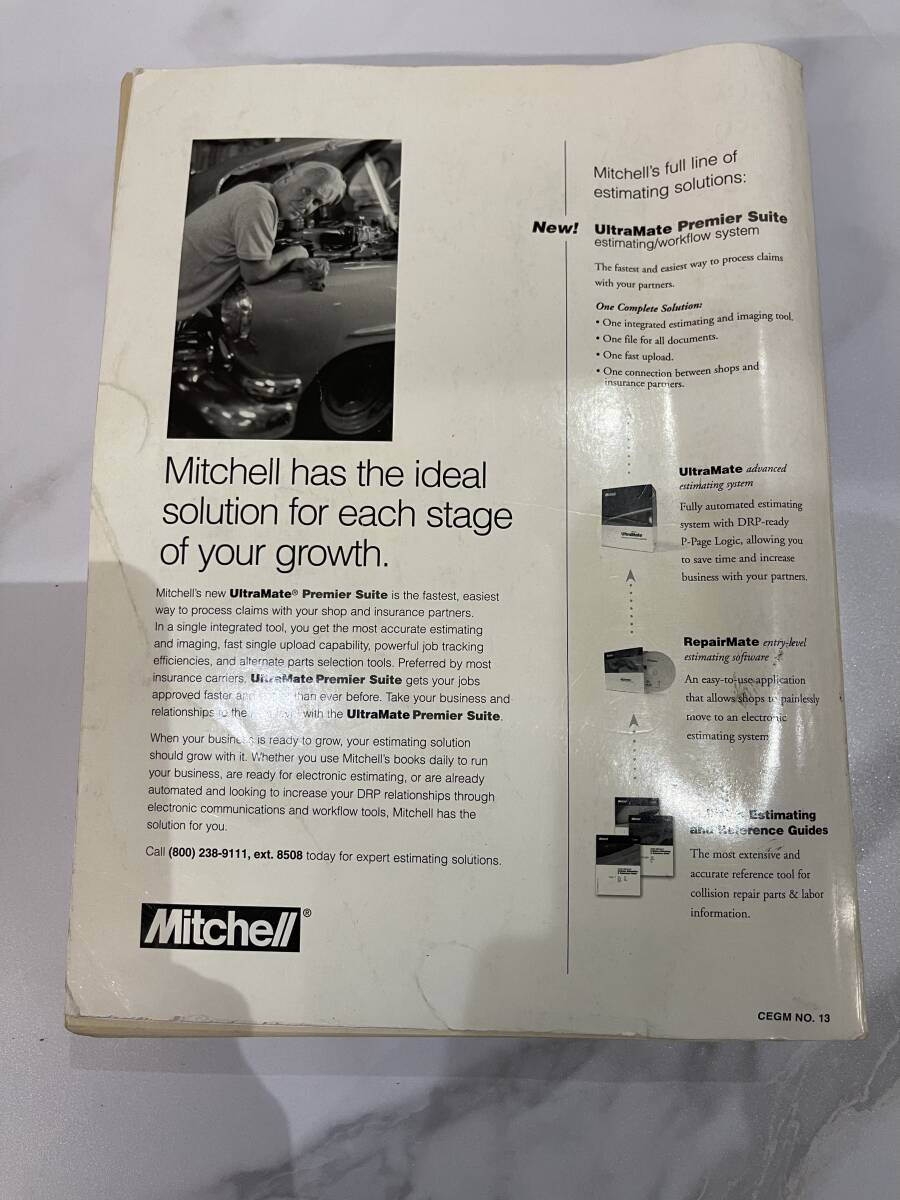 Mitchell has the ideal
solution for each stage
of your growth.
Mitchell's new UltraMate® Premier Suite is the fastest, easiest
way to process claims with your shop and insurance partners.
In a single integrated tool, you get the most accurate estimating
and imaging, fast single upload capability, powerful job tracking
efficiencies, and alternate parts selection tools. Preferred by most
insurance carriers, UltraMate Premier Suite gets your jobs
approved faster than ever before. Take your business and
relationships to the with the UltraMate Premier Suite.
When your business is ready to grow, your estimating solution
should grow with it. Whether you use Mitchell's books daily to run
your business, are ready for electronic estimating, or are already
automated and looking to increase your DRP relationships through
electronic communications and workflow tools, Mitchell has the
solution for you.
Call (800) 238-9111, ext. 8508 today for expert estimating solutions.
Mitchell®
Mitchell's full line of
estimating solutions:
New! UltraMate Premier Suite
estimating/workflow system
The fastest and easiest way to process claims
with your partners.
One Complete Solution:
• One integrated estimating and imaging tool.
• One file for all documents.
• One fast upload.
• One connection between shops and
insurance partners.
UltraMate advanced
estimating system
Fully automated estimating
system with DRP-ready
P-Page Logic, allowing you
to save time and increase
business with your partners.
UltraMate
RepairMate entry-level
estimating software
An easy-to-use application
that allows shops to painlessly
move to an electronic
estimating system
Estimating
and Reference Guides
The most extensive and
accurate reference tool for
collision repair parts & labor
information.
CEGM NO. 13